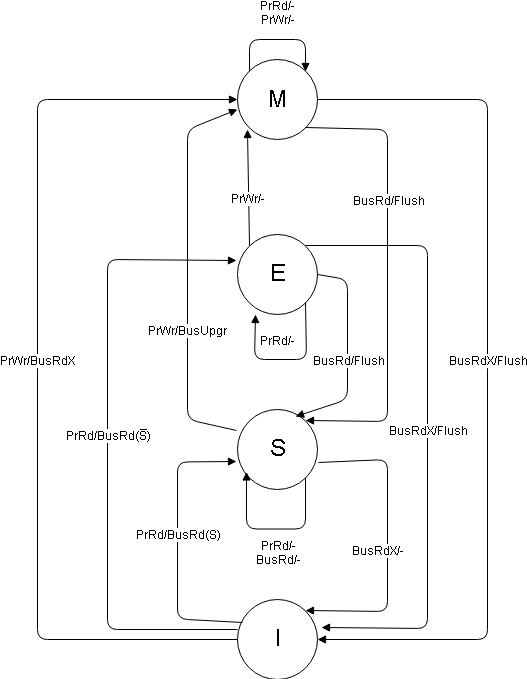 PrRd/-
PrWr/-
M
PrWr/-
BusRd/Flush
E
PrWr/BusUpgr
PrRd/-
BusRd/Flush
PrWr/BusRdX
BusRdX/Flush
PrRd/BusRd(S̅)
BusRdX/Flush
S
PrRd/BusRd(S)
PrRd/-
BusRd/-
BusRdX/-
I